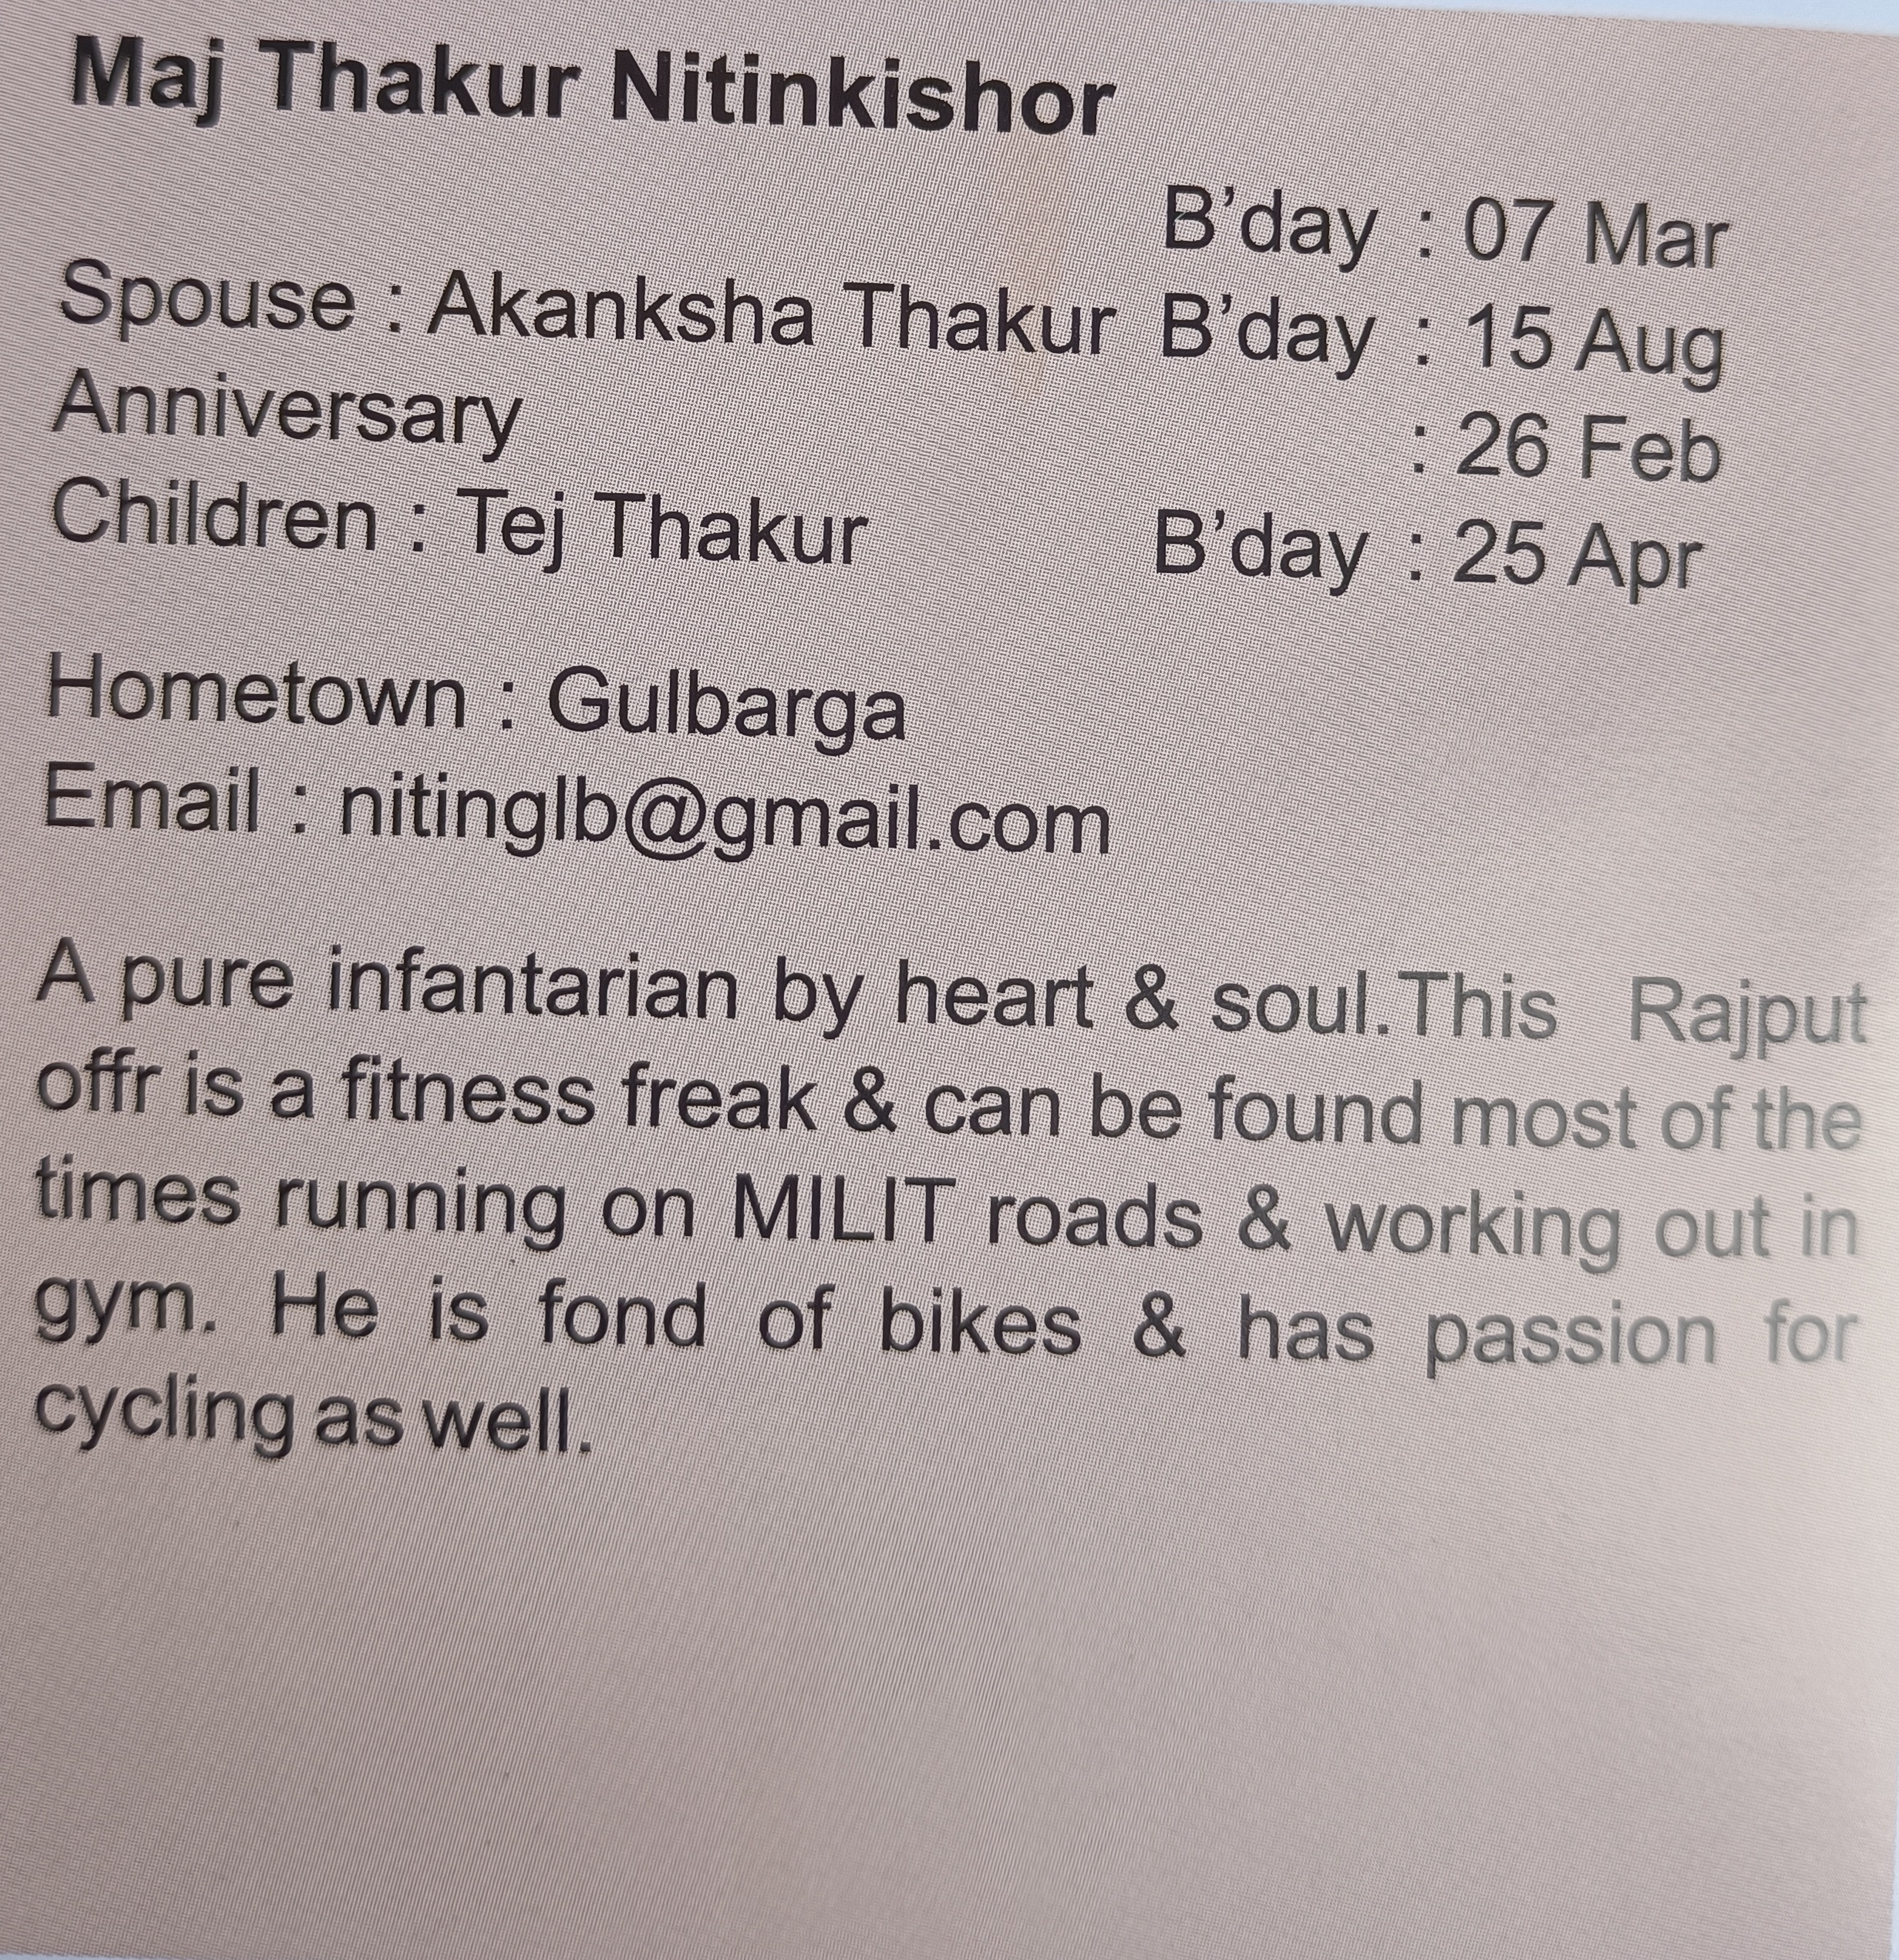 Maj Thakur Nitinkishor
B’day : 07 Mar
Spouse : Akanksha Thakur B’day : 15 Aug
Anniversary : 26 Feb
Children : Tej Thakur B’day : 25 Apr
Hometown : Gulbarga
Email : nitinglb@gmail.com
A pure infantarian by heart & soul.This Rajput
offr is a fitness freak & can be found most of the
times running on MILIT roads & working out in
gym. He is fond of bikes & has passion for
cycling as well.